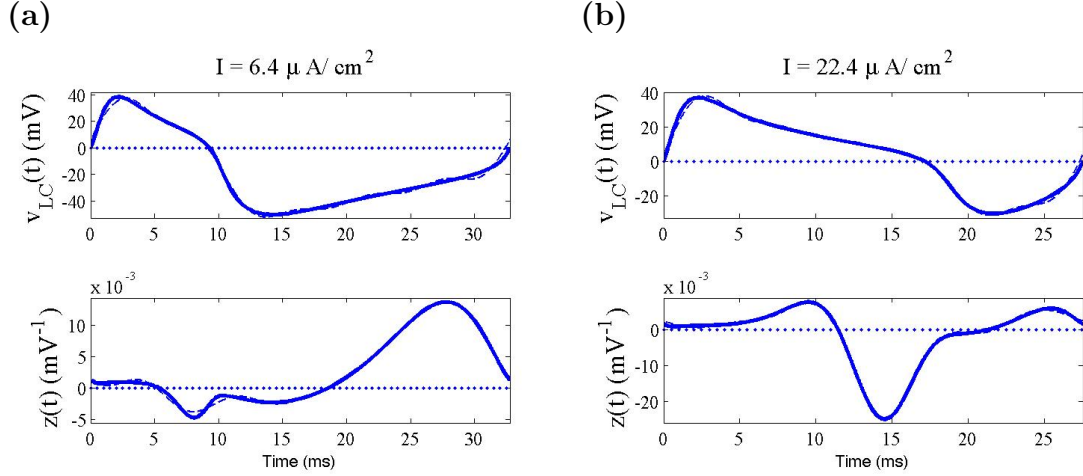 (a)
I = 6.4 μ A/ cm²
v_LC(t) (mV)
40
20
0
-20
-40
0 5 10 15 20 25 30
x 10⁻³
z(t) (mV⁻¹)
10
5
0
-5
0 5 10 15 20 25 30
Time (ms)
(b)
I = 22.4 μ A/ cm²
v_LC(t) (mV)
40
20
0
-20
0 5 10 15 20 25
x 10⁻³
z(t) (mV⁻¹)
0
-10
-20
0 5 10 15 20 25
Time (ms)